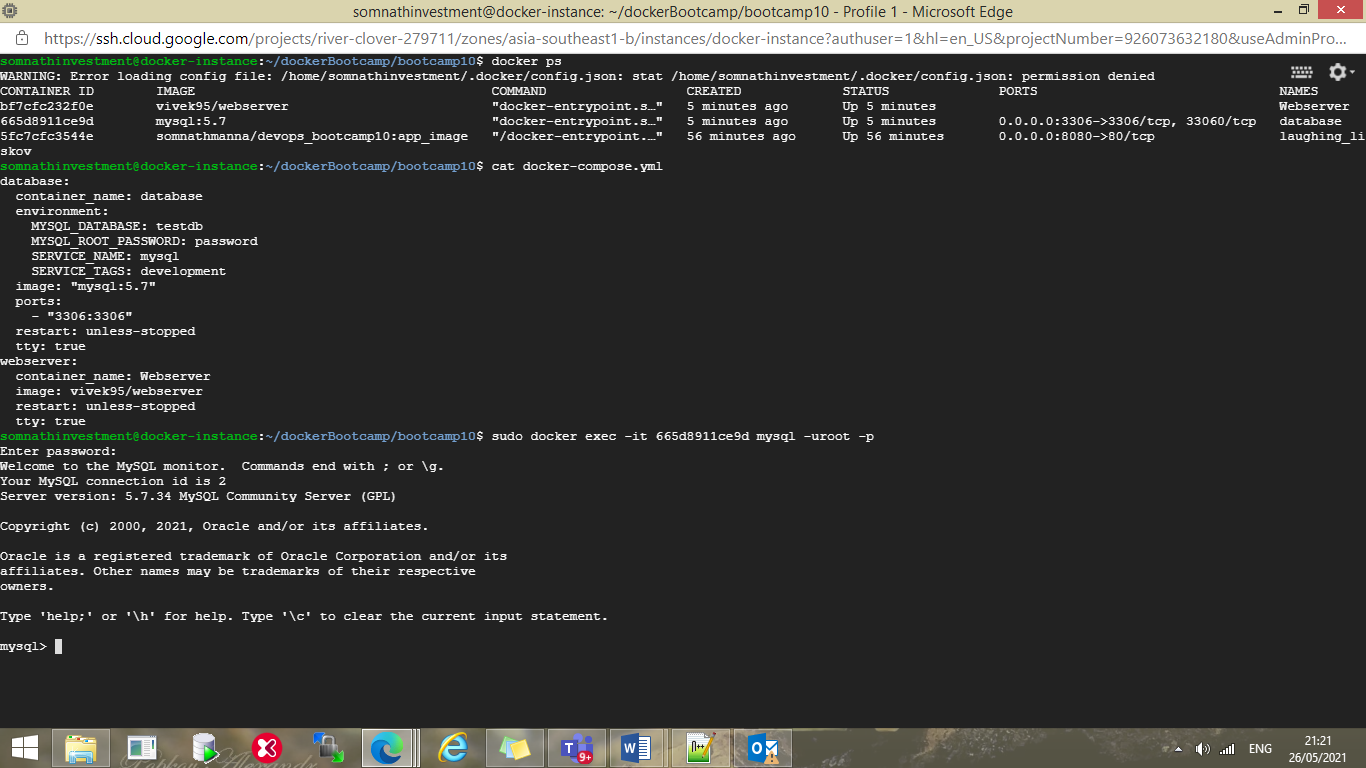 somnathinvestment@docker-instance: ~/dockerBootcamp/bootcamp10 - Profile 1 - Microsoft Edge
https://ssh.cloud.google.com/projects/river-clover-279711/zones/asia-southeast1-b/instances/docker-instance?authuser=1&hl=en_US&projectNumber=926073632180&useAdminPro...
somnathinvestment@docker-instance:~/dockerBootcamp/bootcamp10$ docker ps
WARNING: Error loading config file: /home/somnathinvestment/.docker/config.json: stat /home/somnathinvestment/.docker/config.json: permission denied
CONTAINER ID        IMAGE                                   COMMAND                  CREATED             STATUS              PORTS                               NAMES
bf7cfc232f0e        vivek95/webserver                       "docker-entrypoint.s…"   5 minutes ago       Up 5 minutes                                            Webserver
665d8911ce9d        mysql:5.7                               "docker-entrypoint.s…"   5 minutes ago       Up 5 minutes        0.0.0.0:3306->3306/tcp, 33060/tcp   database
5fc7cfc3544e        somnathmanna/devops_bootcamp10:app_image   "/docker-entrypoint.…"   56 minutes ago      Up 56 minutes       0.0.0.0:8080->80/tcp                laughing_li
skov
somnathinvestment@docker-instance:~/dockerBootcamp/bootcamp10$ cat docker-compose.yml
database:
  container_name: database
  environment:
    MYSQL_DATABASE: testdb
    MYSQL_ROOT_PASSWORD: password
    SERVICE_NAME: mysql
    SERVICE_TAGS: development
  image: "mysql:5.7"
  ports:
    - "3306:3306"
  restart: unless-stopped
  tty: true
webserver:
  container_name: Webserver
  image: vivek95/webserver
  restart: unless-stopped
  tty: true
somnathinvestment@docker-instance:~/dockerBootcamp/bootcamp10$ sudo docker exec -it 665d8911ce9d mysql -uroot -p
Enter password:
Welcome to the MySQL monitor.  Commands end with ; or \g.
Your MySQL connection id is 2
Server version: 5.7.34 MySQL Community Server (GPL)
Copyright (c) 2000, 2021, Oracle and/or its affiliates.
Oracle is a registered trademark of Oracle Corporation and/or its
affiliates. Other names may be trademarks of their respective
owners.
Type 'help;' or '\h' for help. Type '\c' to clear the current input statement.
mysql>
9+
ENG
21:21
26/05/2021